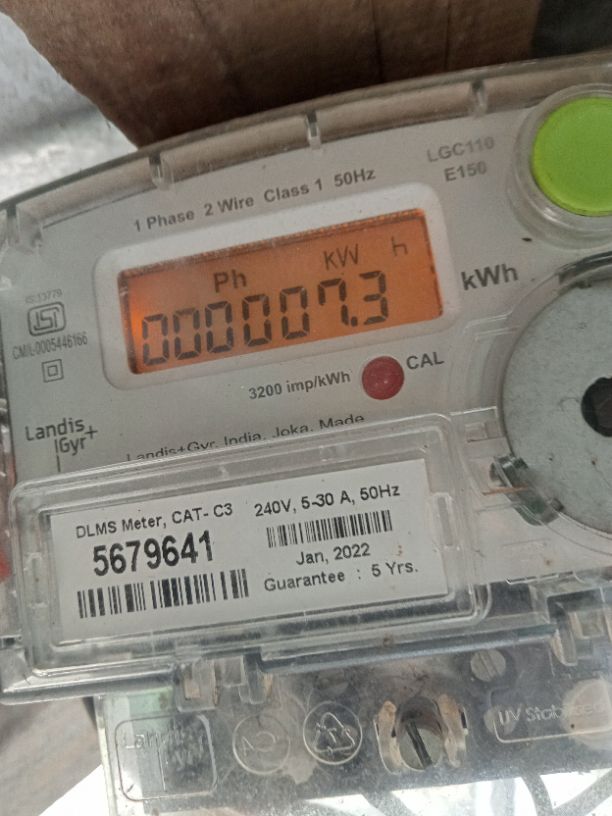 LGC110
E150
1 Phase 2 Wire Class 1 50Hz
Ph KW h
000007.3
kWh
IS 13779
ISI
CM/L-0005446166
3200 imp/kWh
CAL
Landis+
Gyr
Landis+Gyr, India, Joka, Made
DLMS Meter, CAT- C3
240V, 5-30 A, 50Hz
5679641
Jan, 2022
Guarantee : 5 Yrs.
UV Stabilised